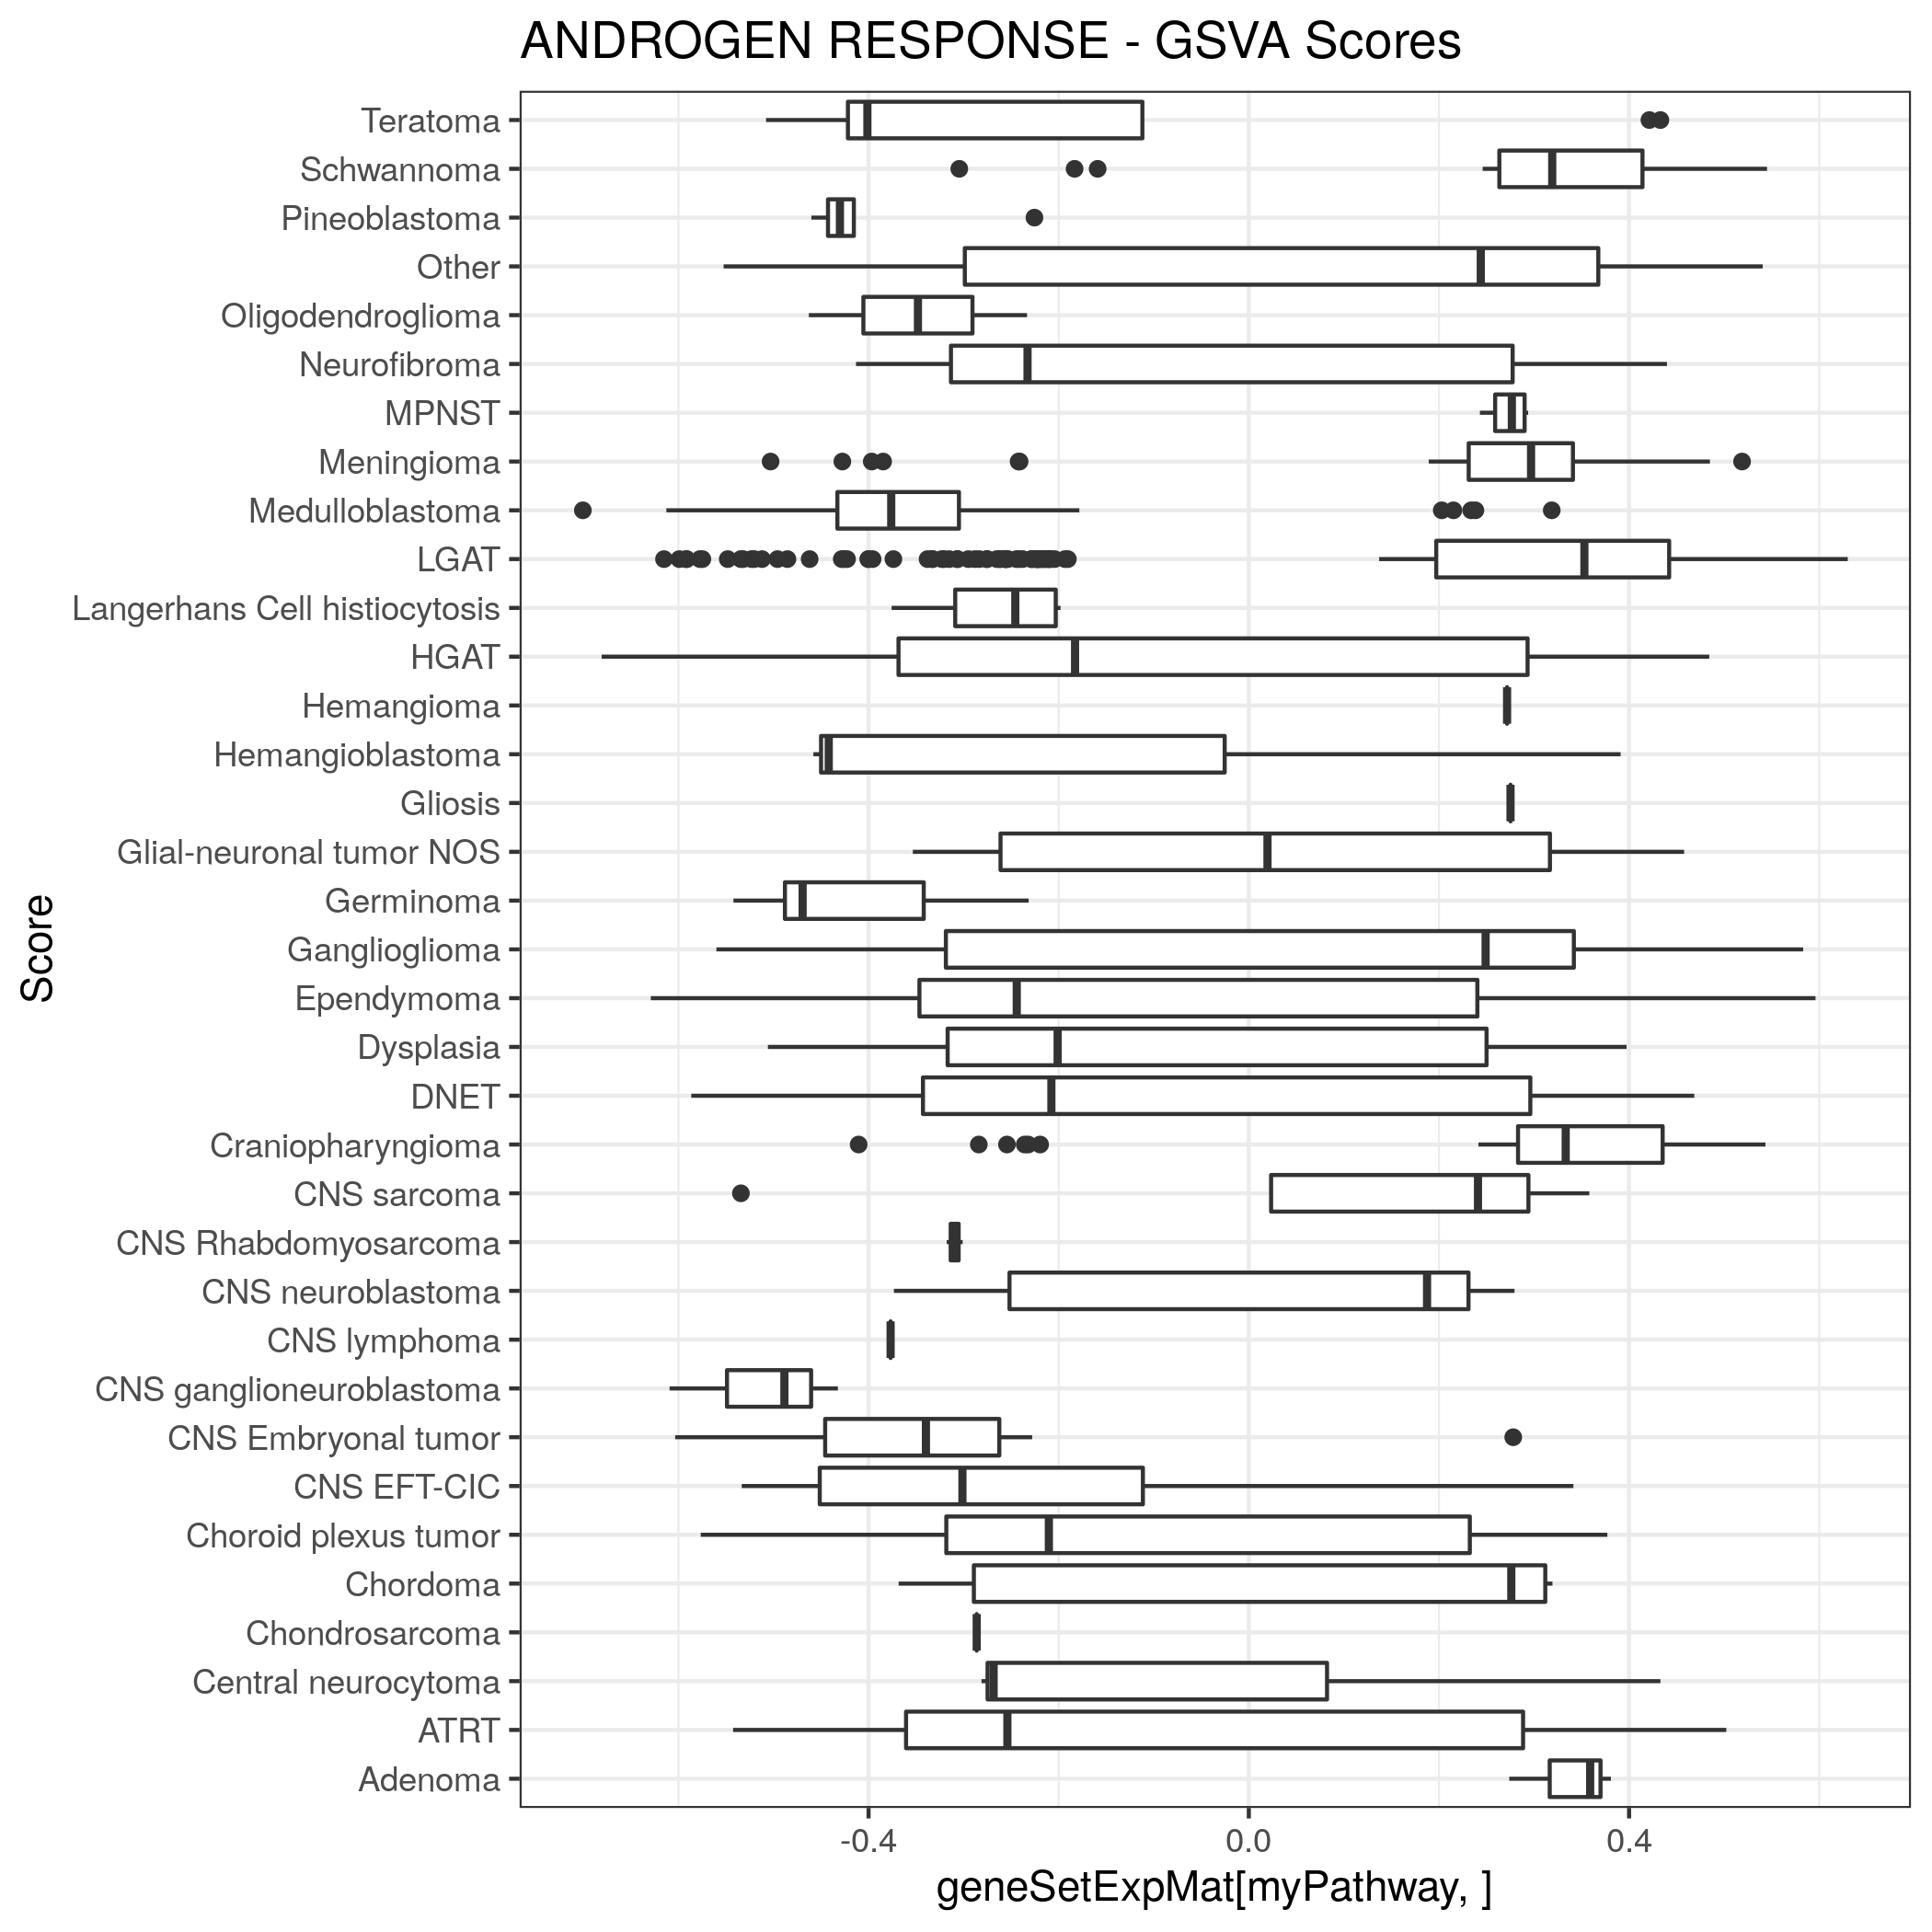 ANDROGEN RESPONSE - GSVA Scores
Teratoma
Schwannoma
Pineoblastoma
Other
Oligodendroglioma
Neurofibroma
MPNST
Meningioma
Medulloblastoma
LGAT
Langerhans Cell histiocytosis
HGAT
Hemangioma
Hemangioblastoma
Gliosis
Glial-neuronal tumor NOS
Germinoma
Ganglioglioma
Ependymoma
Dysplasia
DNET
Craniopharyngioma
CNS sarcoma
CNS Rhabdomyosarcoma
CNS neuroblastoma
CNS lymphoma
CNS ganglioneuroblastoma
CNS Embryonal tumor
CNS EFT-CIC
Choroid plexus tumor
Chordoma
Chondrosarcoma
Central neurocytoma
ATRT
Adenoma
Score
-0.4 0.0 0.4
geneSetExpMat[myPathway, ]